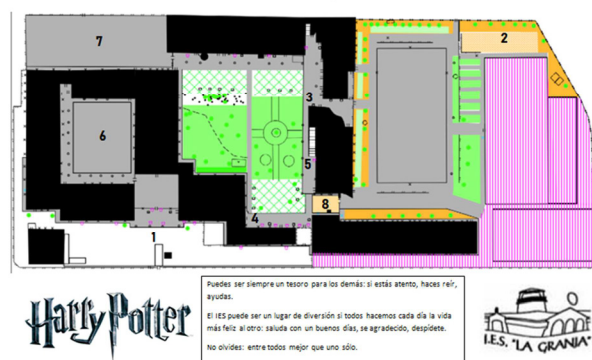 7
2
3
6
5
8
4
1
Puedes ser siempre un tesoro para los demás: si estás atento, haces reír,
ayudas.
El IES puede ser un lugar de diversión si todos hacemos cada día la vida
más feliz al otro: saluda con un buenos días, se agradecido, despídete.
No olvides: entre todos mejor que uno sólo.
Harry Potter
I.E.S. "LA GRANJA"